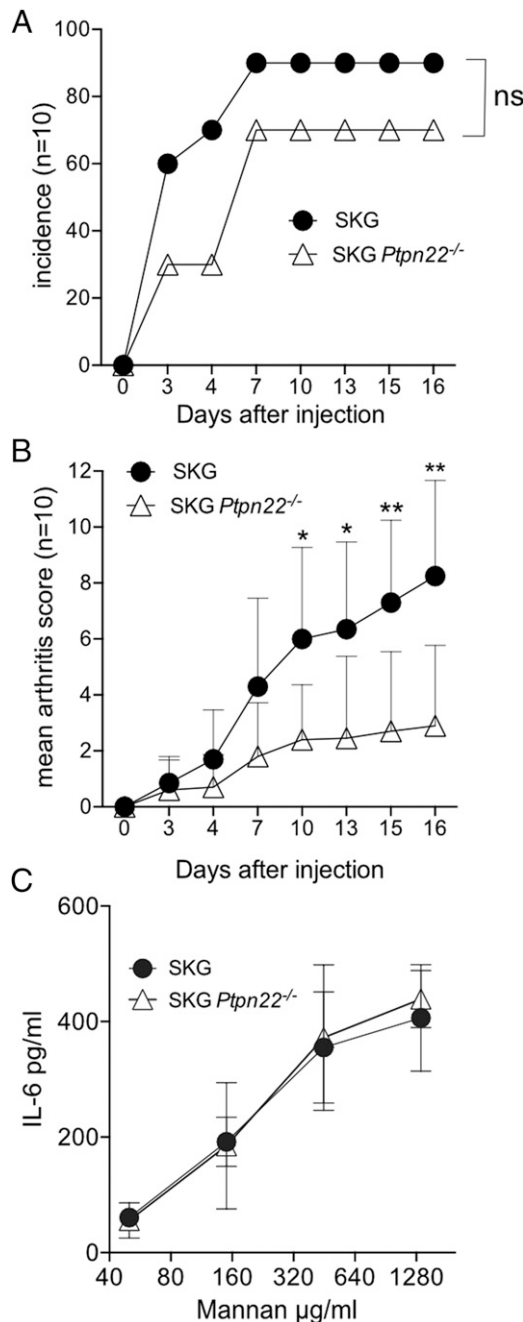 A
100
80
60
40
20
0
incidence (n=10)
ns
SKG
SKG Ptpn22-/-
0 3 4 7 10 13 15 16
Days after injection
B
12
10
8
6
4
2
0
mean arthritis score (n=10)
SKG
SKG Ptpn22-/-
* * ** **
0 3 4 7 10 13 15 16
Days after injection
C
600
400
200
0
IL-6 pg/ml
SKG
SKG Ptpn22-/-
40 80 160 320 640 1280
Mannan µg/ml